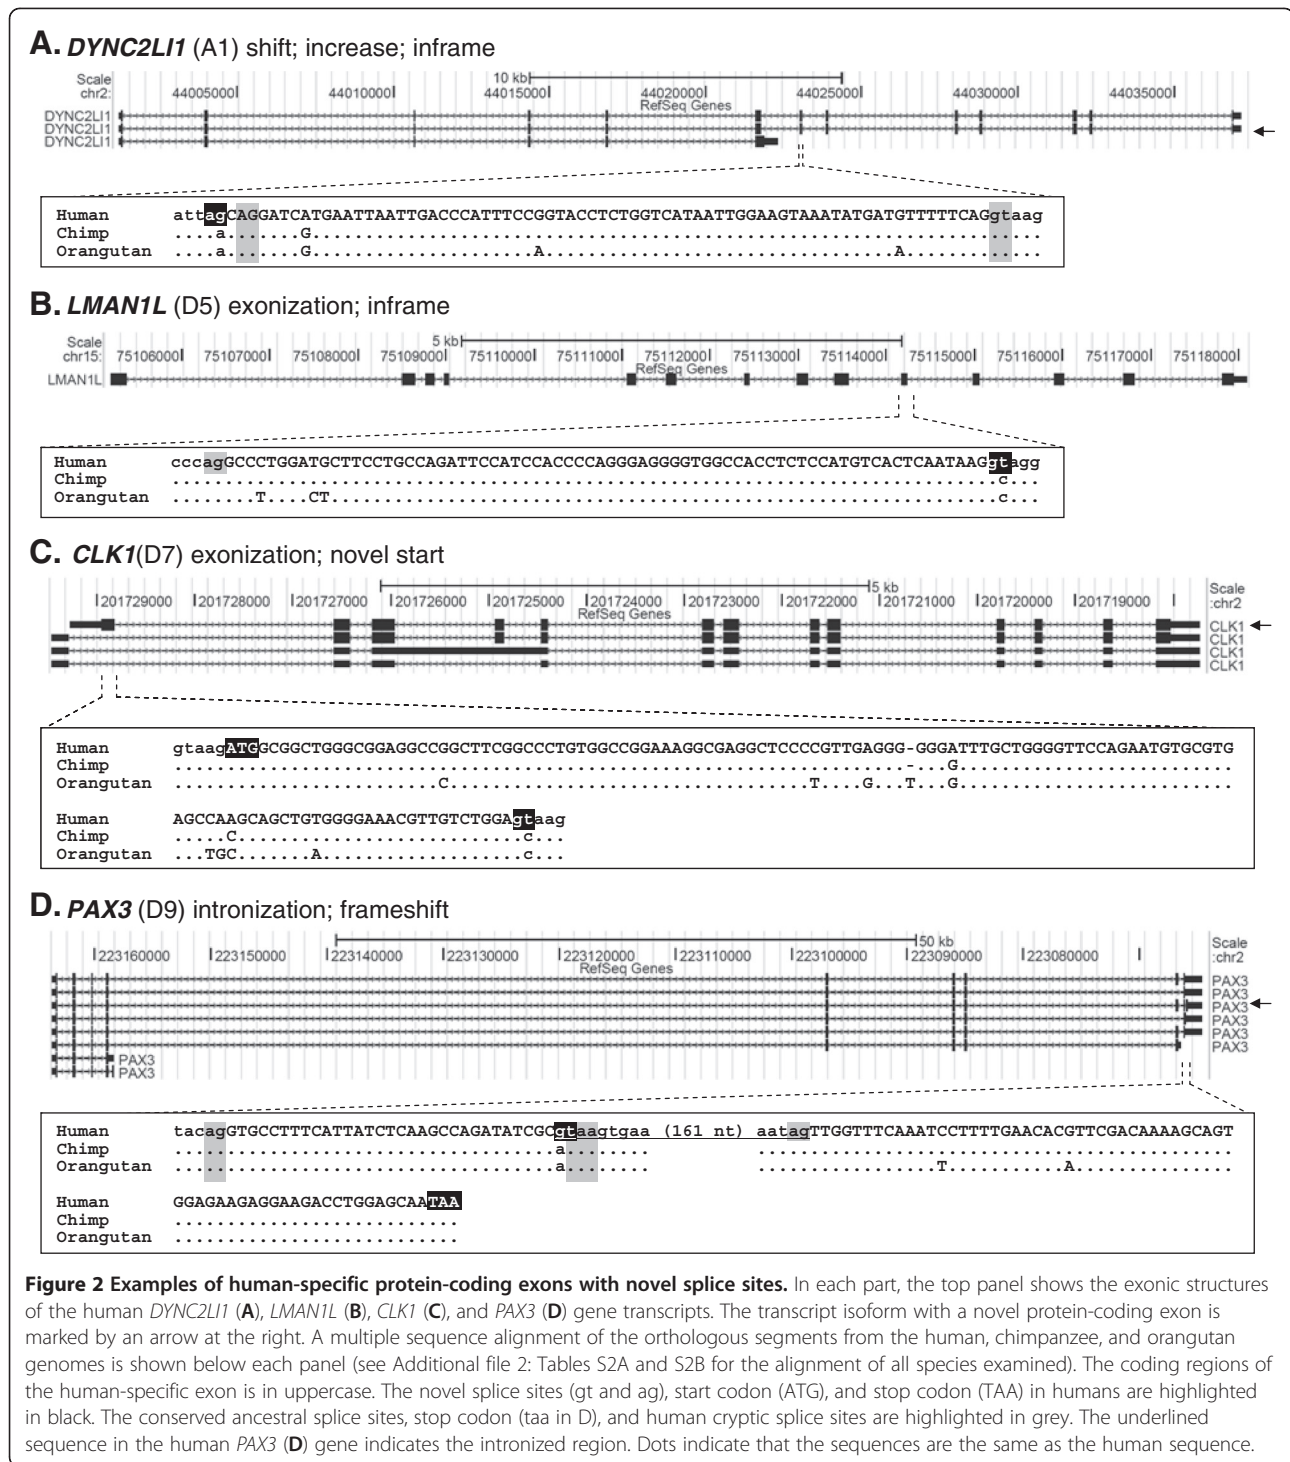 A. DYNC2LI1 (A1) shift; increase; inframe
Scale 10 kb
chr2: 44005000 44010000 44015000 44020000 44025000 44030000 44035000
RefSeq Genes
DYNC2LI1
DYNC2LI1
DYNC2LI1
Human attagCAGGATCATGAATTAATTGACCCATTTCCGGTACCTCTGGTCATAATTGGAAGTAAATATGATGTTTTTCAGgtaag
Chimp ....a.......G....................................................................
Orangutan ....a.......G.....................A.................................A............
B. LMAN1L (D5) exonization; inframe
Scale 5 kb
chr15: 75106000 75107000 75108000 75109000 75110000 75111000 75112000 75113000 75114000 75115000 75116000 75117000 75118000
RefSeq Genes
LMAN1L
Human cccagGCCCTGGATGCTTCCTGCCAGATTCCATCCACCCCAGGGAGGGGTGGCCACCTCTCCATGTCACTCAATAAGgtagg
Chimp ..............................................................................c...
Orangutan ........T....CT...............................................................c...
C. CLK1(D7) exonization; novel start
5 kb Scale
201729000 201728000 201727000 201726000 201725000 201724000 201723000 201722000 201721000 201720000 201719000 :chr2
RefSeq Genes
CLK1
CLK1
CLK1
CLK1
Human gtaagATGGCGGCTGGGCGGAGGCCGGCTTCGGCCCTGTGGCCGGAAAGGCGAGGCTCCCCGTTGAGGG-GGGATTTGCTGGGGTTCCAGAATGTGCGTG
Chimp .....................................................................-...G..........................
Orangutan .........................C..................................T....G...T...G..........................
Human AGCCAAGCAGCTGTGGGGAAACGTTGTCTGGAgtaag
Chimp .....C...........................c...
Orangutan ...TGC.......A...................c...
D. PAX3 (D9) intronization; frameshift
50 kb Scale
223160000 223150000 223140000 223130000 223120000 223110000 223100000 223090000 223080000 :chr2
RefSeq Genes
PAX3
PAX3
PAX3
PAX3
PAX3
PAX3
PAX3
PAX3
Human tacagGTGCCTTTCATTATCTCAAGCCAGATATCGCgtaagtgaa (161 nt) aatagTTGGTTTCAAATCCTTTTGAACACGTTCGACAAAAGCAGT
Chimp ....................................a........ .............................................
Orangutan ....................................a........ .................T...........A...............
Human GGAGAAGAGGAAGACCTGGAGCAATAA
Chimp ...........................
Orangutan ...........................
Figure 2 Examples of human-specific protein-coding exons with novel splice sites. In each part, the top panel shows the exonic structures
of the human DYNC2LI1 (A), LMAN1L (B), CLK1 (C), and PAX3 (D) gene transcripts. The transcript isoform with a novel protein-coding exon is
marked by an arrow at the right. A multiple sequence alignment of the orthologous segments from the human, chimpanzee, and orangutan
genomes is shown below each panel (see Additional file 2: Tables S2A and S2B for the alignment of all species examined). The coding regions of
the human-specific exon is in uppercase. The novel splice sites (gt and ag), start codon (ATG), and stop codon (TAA) in humans are highlighted
in black. The conserved ancestral splice sites, stop codon (taa in D), and human cryptic splice sites are highlighted in grey. The underlined
sequence in the human PAX3 (D) gene indicates the intronized region. Dots indicate that the sequences are the same as the human sequence.